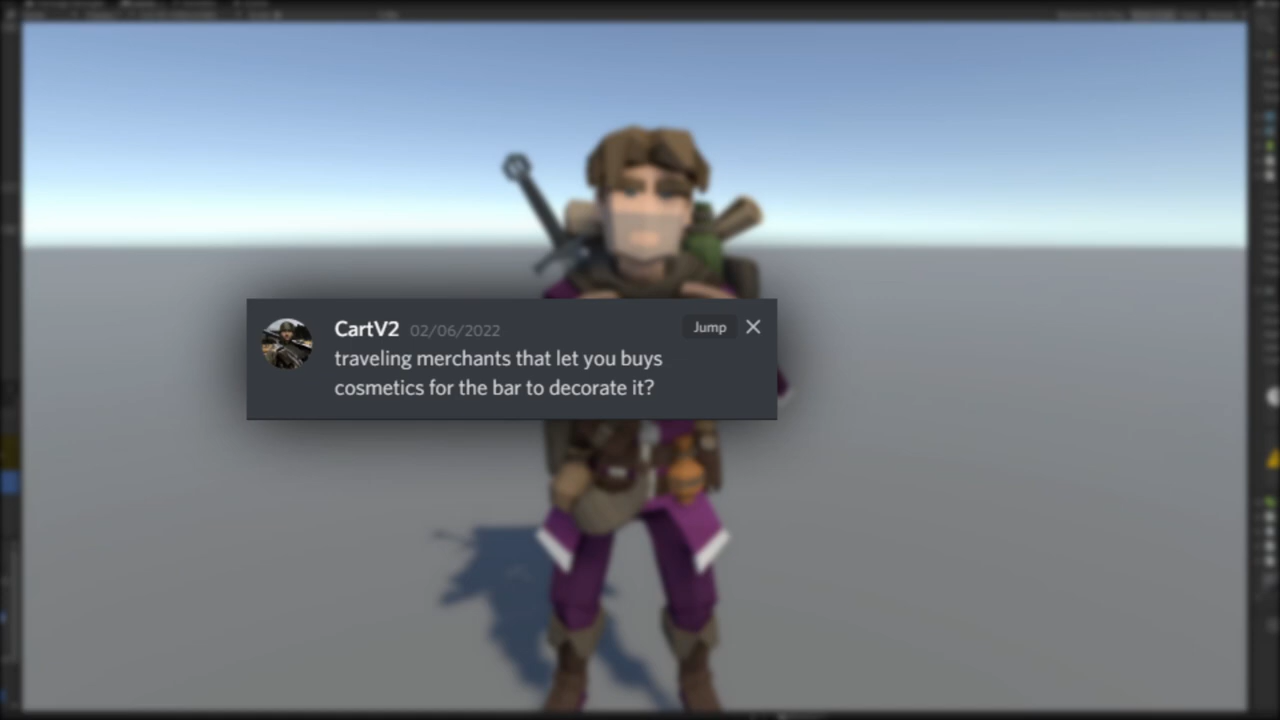 CartV2 02/06/2022
Jump
traveling merchants that let you buys
cosmetics for the bar to decorate it?